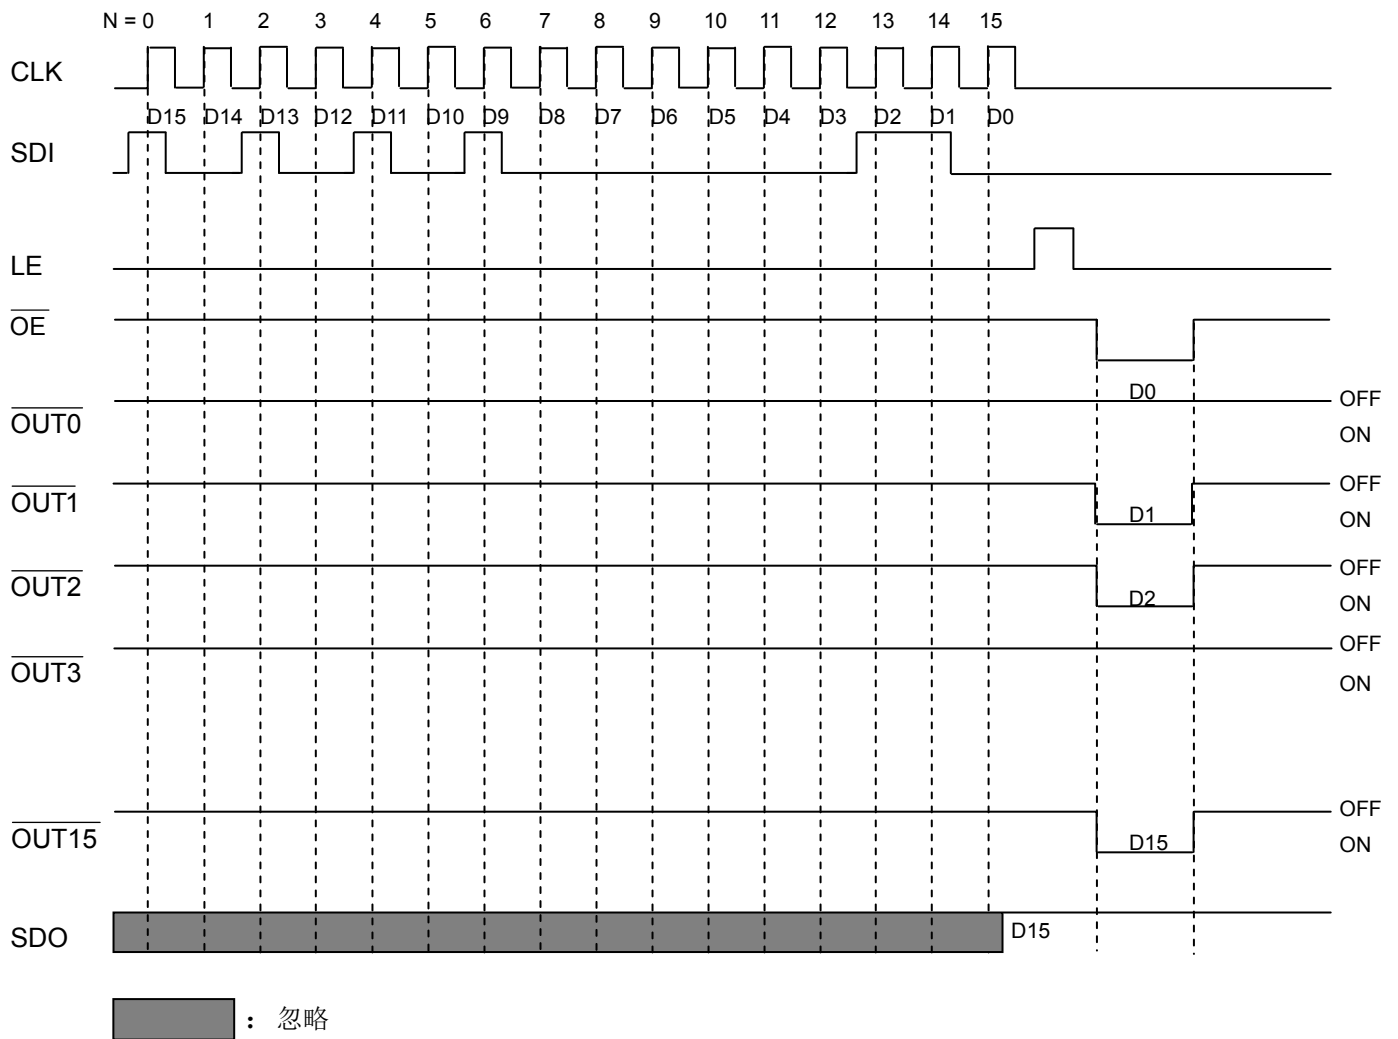 N = 0 1 2 3 4 5 6 7 8 9 10 11 12 13 14 15
CLK
D15 D14 D13 D12 D11 D10 D9 D8 D7 D6 D5 D4 D3 D2 D1 D0
SDI
LE
OE
D0
OFF
OUT0
ON
OFF
OUT1
D1
ON
OFF
OUT2
D2
ON
OFF
OUT3
ON
OFF
OUT15
D15
ON
SDO
D15
： 忽略